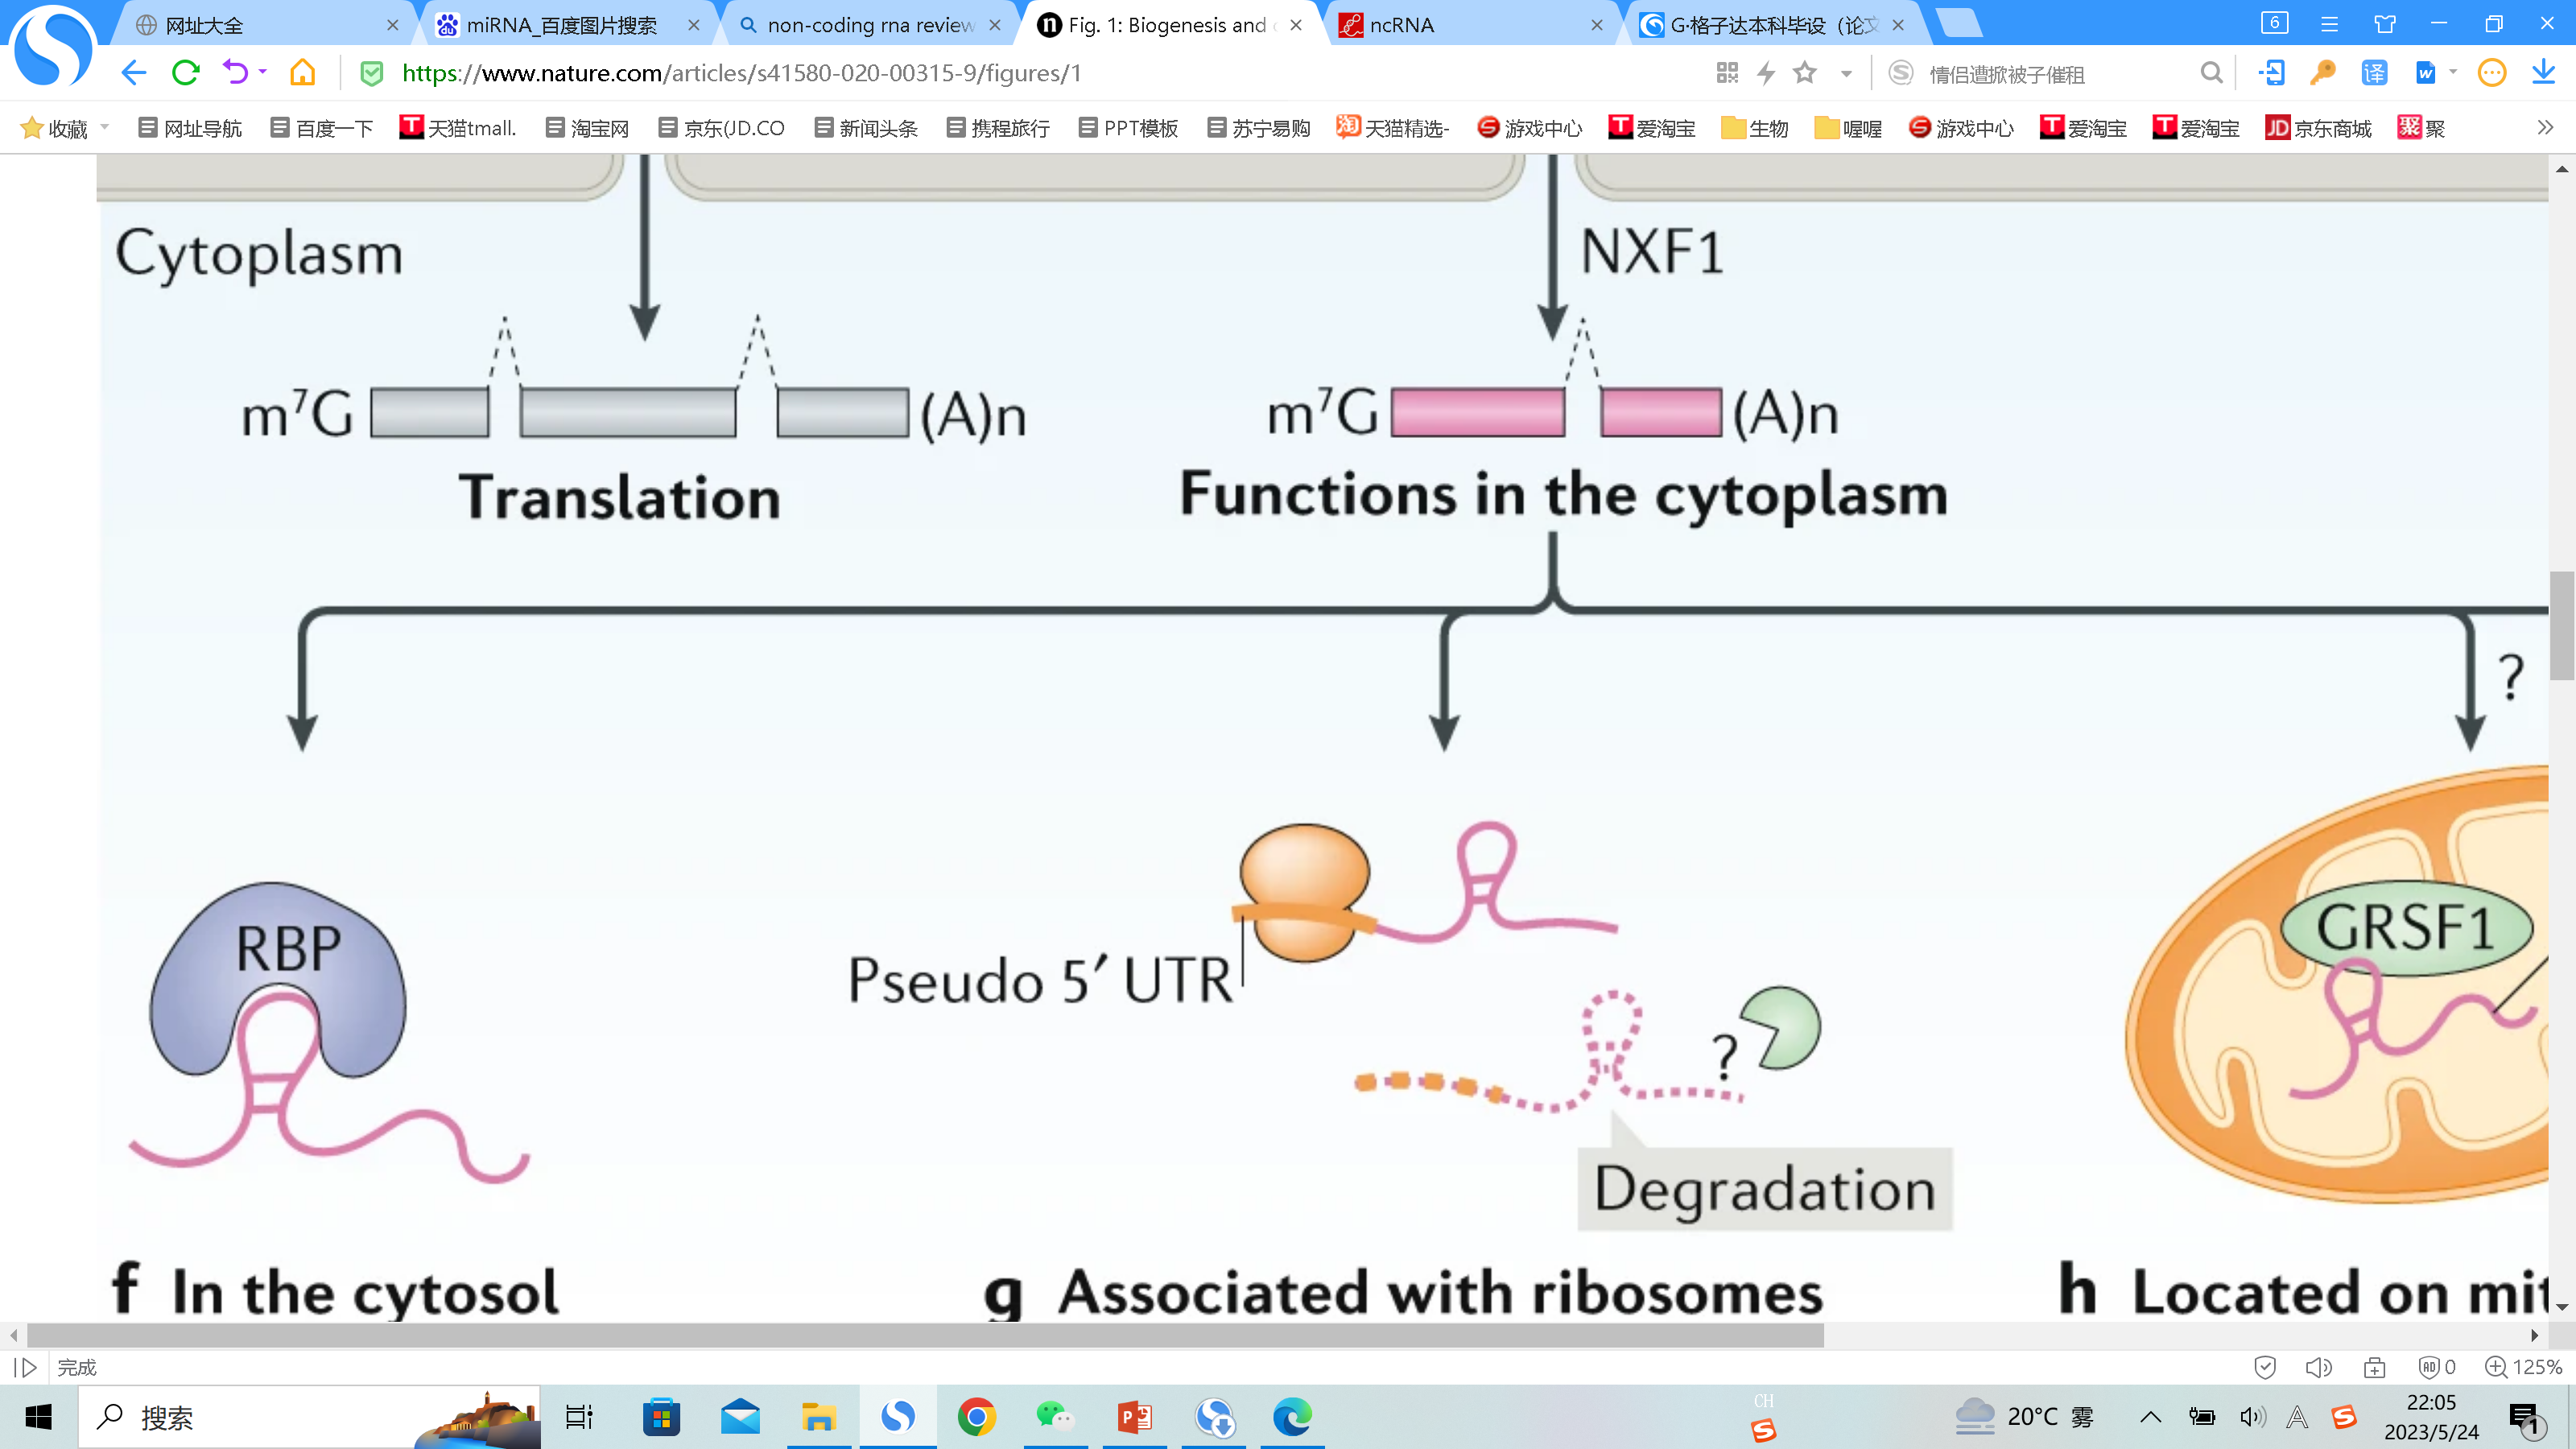 网址大全
miRNA_百度图片搜索
non-coding rna review
Fig. 1: Biogenesis and
ncRNA
G·格子达本科毕设（论文
6
https://www.nature.com/articles/s41580-020-00315-9/figures/1
情侣遭掀被子催租
收藏
网址导航
百度一下
天猫tmall.
淘宝网
京东(JD.CO
新闻头条
携程旅行
PPT模板
苏宁易购
天猫精选-
游戏中心
爱淘宝
生物
喔喔
游戏中心
爱淘宝
爱淘宝
京东商城
聚
Cytoplasm
NXF1
m⁷G
(A)n
m⁷G
(A)n
Translation
Functions in the cytoplasm
?
RBP
Pseudo 5′ UTR
GRSF1
?
Degradation
f In the cytosol
g Associated with ribosomes
h Located on mit
完成
0
125%
搜索
CH
20°C 雾
22:05
2023/5/24
1